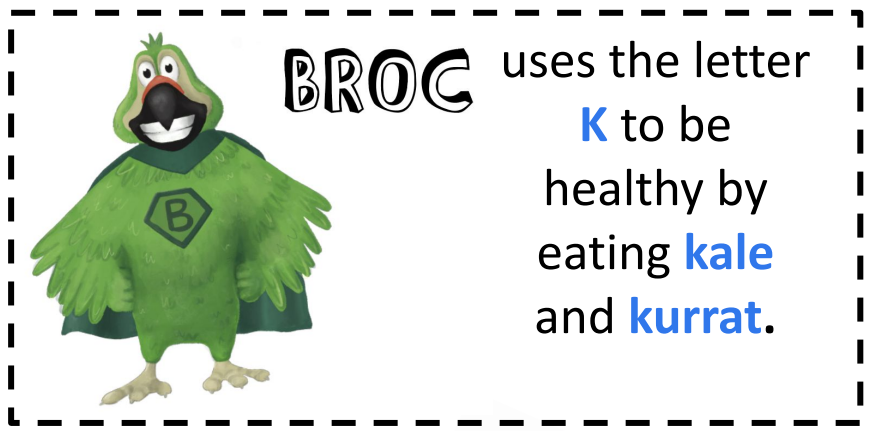 BROC
uses the letter
K to be
healthy by
eating kale
and kurrat.
B